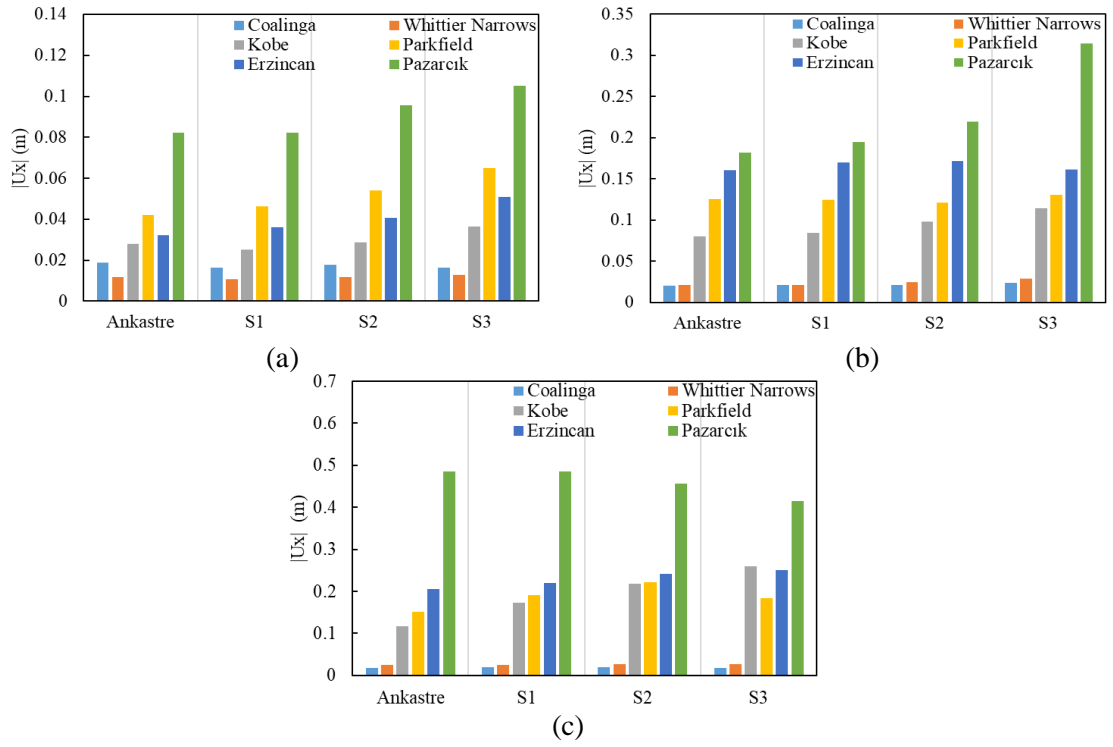 0.14
0.12
0.1
0.08
0.06
0.04
0.02
0
|Ux| (m)
Coalinga
Whittier Narrows
Kobe
Parkfield
Erzincan
Pazarcık
Ankastre
S1
S2
S3
(a)
0.35
0.3
0.25
0.2
0.15
0.1
0.05
0
|Ux| (m)
Coalinga
Whittier Narrows
Kobe
Parkfield
Erzincan
Pazarcık
Ankastre
S1
S2
S3
(b)
0.7
0.6
0.5
0.4
0.3
0.2
0.1
0
|Ux| (m)
Coalinga
Whittier Narrows
Kobe
Parkfield
Erzincan
Pazarcık
Ankastre
S1
S2
S3
(c)